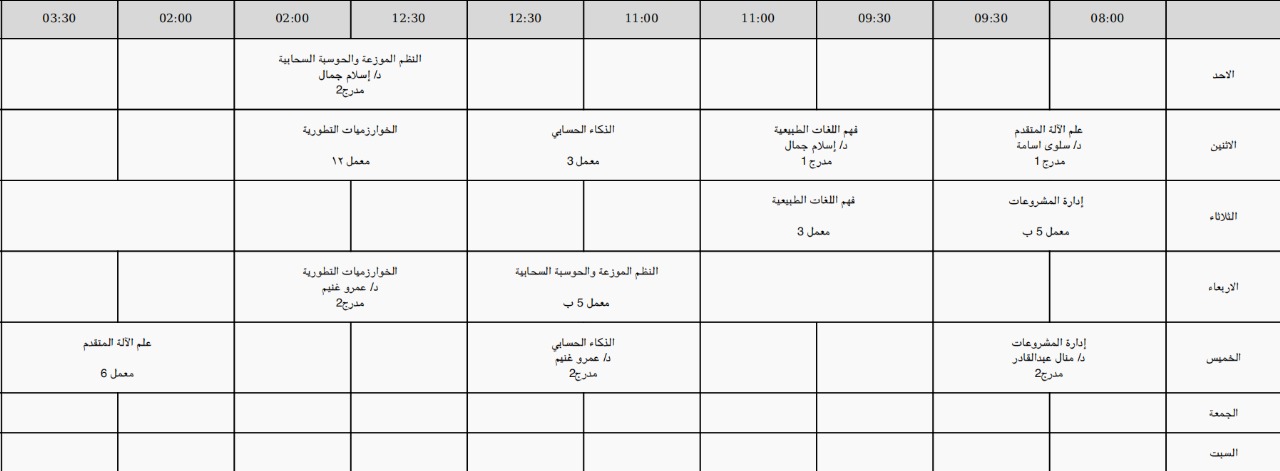 08:00
09:30
09:30
11:00
11:00
12:30
12:30
02:00
02:00
03:30
الاحد
النظم الموزعة والحوسبة السحابية
د/ إسلام جمال
مدرج2
الاثنين
علم الآلة المتقدم
د/ سلوى اسامة
مدرج 1
فهم اللغات الطبيعية
د/ إسلام جمال
مدرج 1
الذكاء الحسابي
معمل 3
الخوارزميات التطورية
معمل ١٢
الثلاثاء
إدارة المشروعات
معمل 5 ب
فهم اللغات الطبيعية
معمل 3
الاربعاء
النظم الموزعة والحوسبة السحابية
معمل 5 ب
الخوارزميات التطورية
د/ عمرو غنيم
مدرج2
الخميس
إدارة المشروعات
د/ منال عبدالقادر
مدرج2
الذكاء الحسابي
د/ عمرو غنيم
مدرج2
علم الآلة المتقدم
معمل 6
الجمعة
السبت